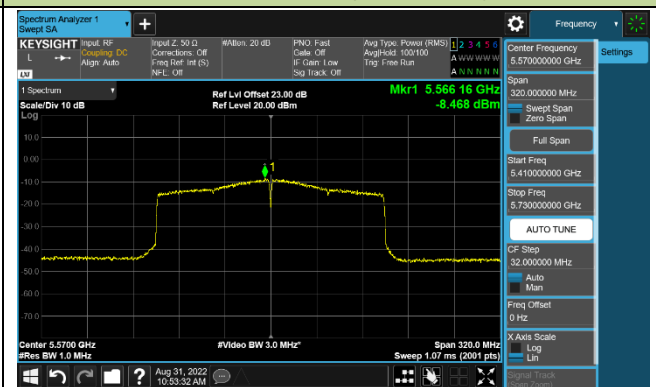 Spectrum Analyzer 1
Swept SA
+
Frequency
KEYSIGHT
Input: RF
Coupling: DC
Align: Auto
Input Z: 50 Ω
Corrections: Off
Freq Ref: Int (S)
NFE: Off
#Atten: 20 dB
PNO: Fast
Gate: Off
IF Gain: Low
Sig Track: Off
Avg Type: Power (RMS)
Avg|Hold: 100/100
Trig: Free Run
1 2 3 4 5 6
A W W W W W
A N N N N N
L
LXI
1 Spectrum
Scale/Div 10 dB
Log
Ref Lvl Offset 23.00 dB
Ref Level 20.00 dBm
Mkr1 5.566 16 GHz
-8.468 dBm
10.0
0.00
-10.0
-20.0
-30.0
-40.0
-50.0
-60.0
-70.0
1
Center 5.5700 GHz
#Res BW 1.0 MHz
#Video BW 3.0 MHz*
Span 320.0 MHz
Sweep 1.07 ms (2001 pts)
Center Frequency
5.570000000 GHz
Settings
Span
320.000000 MHz
Swept Span
Zero Span
Full Span
Start Freq
5.410000000 GHz
Stop Freq
5.730000000 GHz
AUTO TUNE
CF Step
32.000000 MHz
Auto
Man
Freq Offset
0 Hz
X Axis Scale
Log
Lin
Signal Track
(Span Zoom)
?
Aug 31, 2022
10:53:32 AM